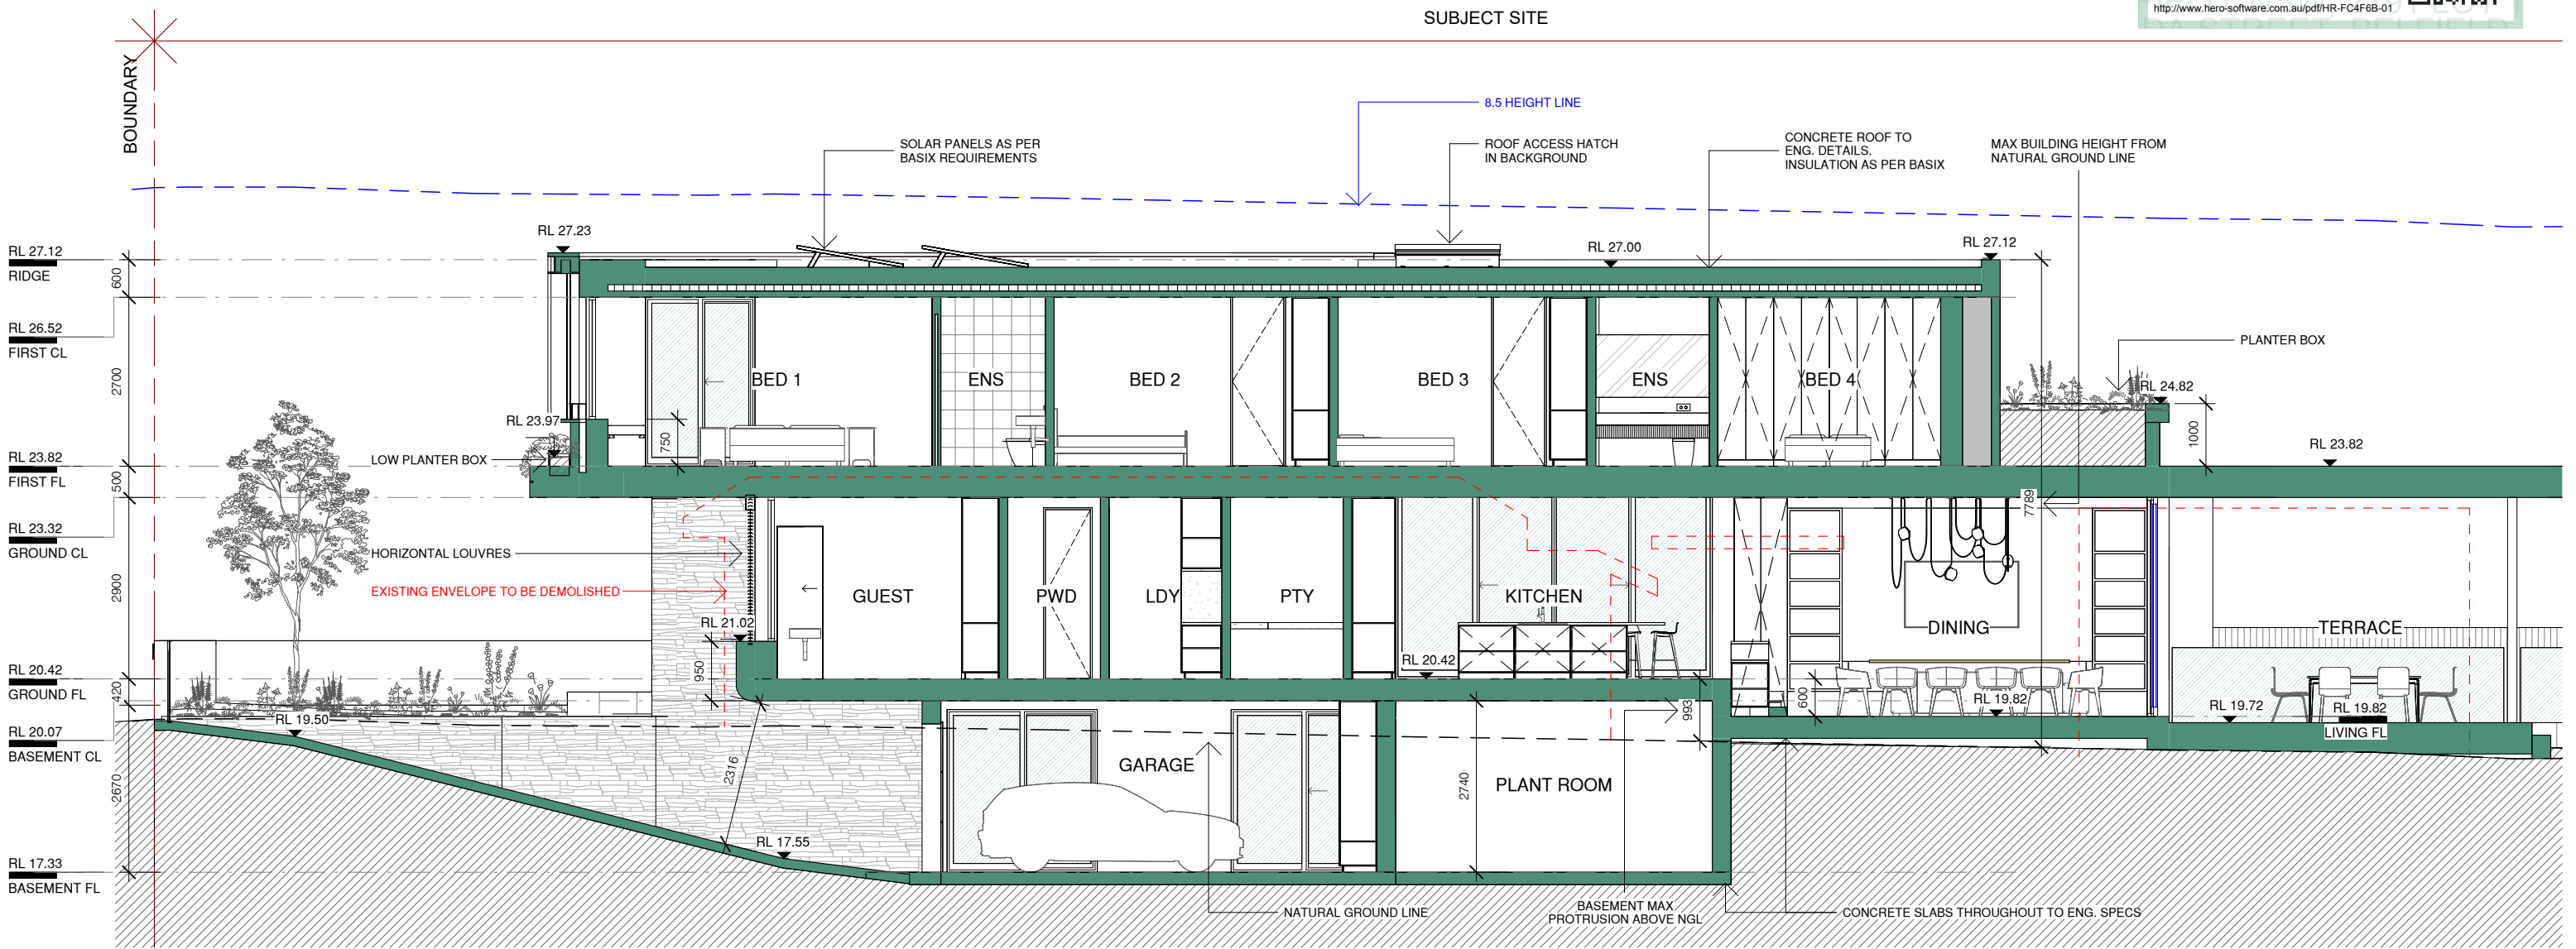 SUBJECT SITE
http://www.hero-software.com.au/pdf/HR-FC4F6B-01
BOUNDARY
8.5 HEIGHT LINE
SOLAR PANELS AS PER
BASIX REQUIREMENTS
ROOF ACCESS HATCH
IN BACKGROUND
CONCRETE ROOF TO
ENG. DETAILS.
INSULATION AS PER BASIX
MAX BUILDING HEIGHT FROM
NATURAL GROUND LINE
RL 27.23
RL 27.00
RL 27.12
RL 27.12
RIDGE
600
RL 26.52
FIRST CL
2700
BED 1
ENS
BED 2
BED 3
ENS
BED 4
PLANTER BOX
RL 24.82
1000
RL 23.97
750
LOW PLANTER BOX
RL 23.82
RL 23.82
FIRST FL
500
7789
RL 23.32
GROUND CL
HORIZONTAL LOUVRES
2900
EXISTING ENVELOPE TO BE DEMOLISHED
GUEST
PWD
LDY
PTY
KITCHEN
DINING
TERRACE
RL 21.02
950
RL 20.42
RL 20.42
GROUND FL
420
600
993
RL 19.82
RL 19.72
RL 19.82
LIVING FL
RL 19.50
RL 20.07
BASEMENT CL
2670
2316
GARAGE
2740
PLANT ROOM
RL 17.55
RL 17.33
BASEMENT FL
NATURAL GROUND LINE
BASEMENT MAX
PROTRUSION ABOVE NGL
CONCRETE SLABS THROUGHOUT TO ENG. SPECS